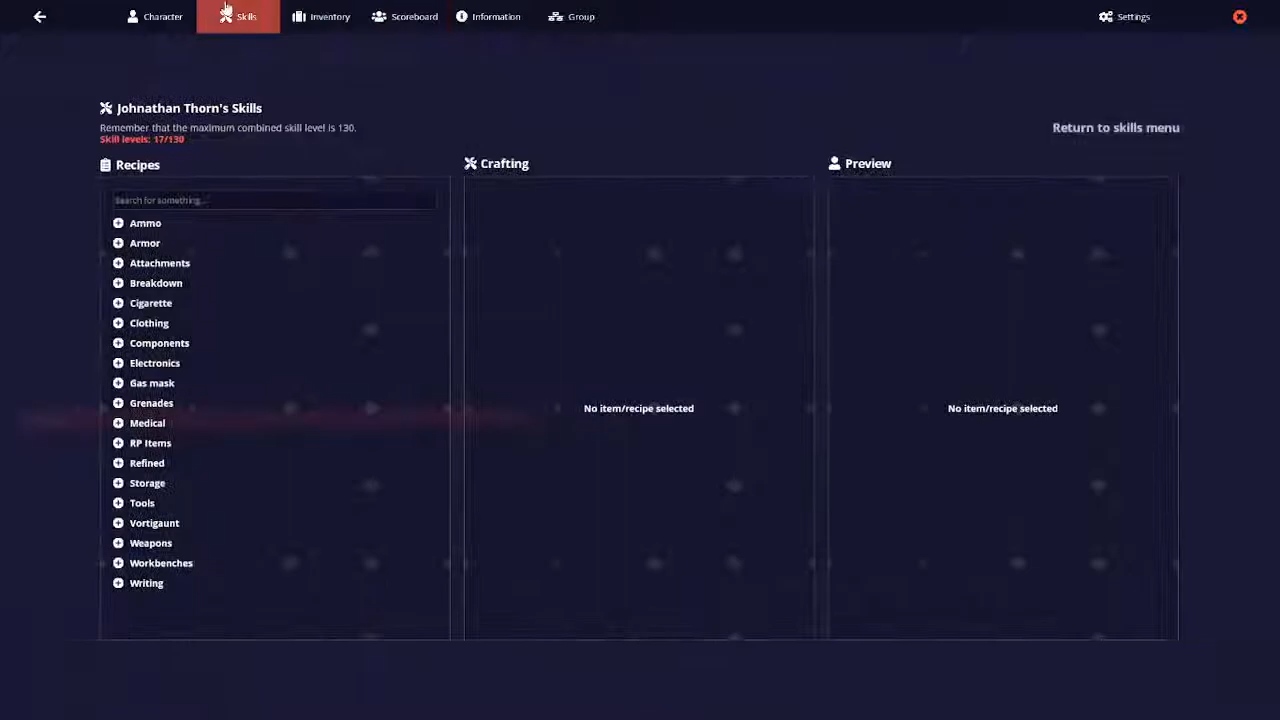 Character
Skills
Inventory
Scoreboard
Information
Group
Settings
Johnathan Thorn's Skills
Remember that the maximum combined skill level is 130.
Skill levels: 17/130
Return to skills menu
Recipes
Search for something...
Ammo
Armor
Attachments
Breakdown
Cigarette
Clothing
Components
Electronics
Gas mask
Grenades
Medical
RP Items
Refined
Storage
Tools
Vortigaunt
Weapons
Workbenches
Writing
Crafting
No item/recipe selected
Preview
No item/recipe selected